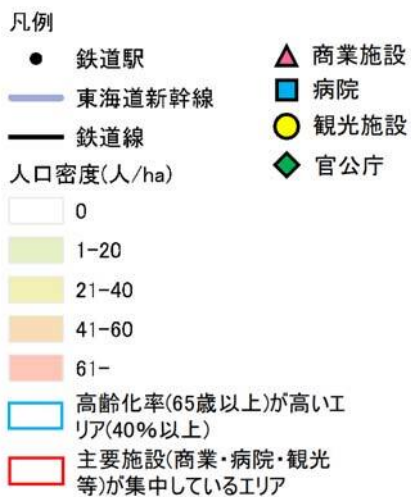 凡例
鉄道駅
東海道新幹線
鉄道線
商業施設
病院
観光施設
官公庁
人口密度(人/ha)
0
1-20
21-40
41-60
61-
高齢化率(65歳以上)が高いエ
リア(40%以上)
主要施設(商業・病院・観光
等)が集中しているエリア